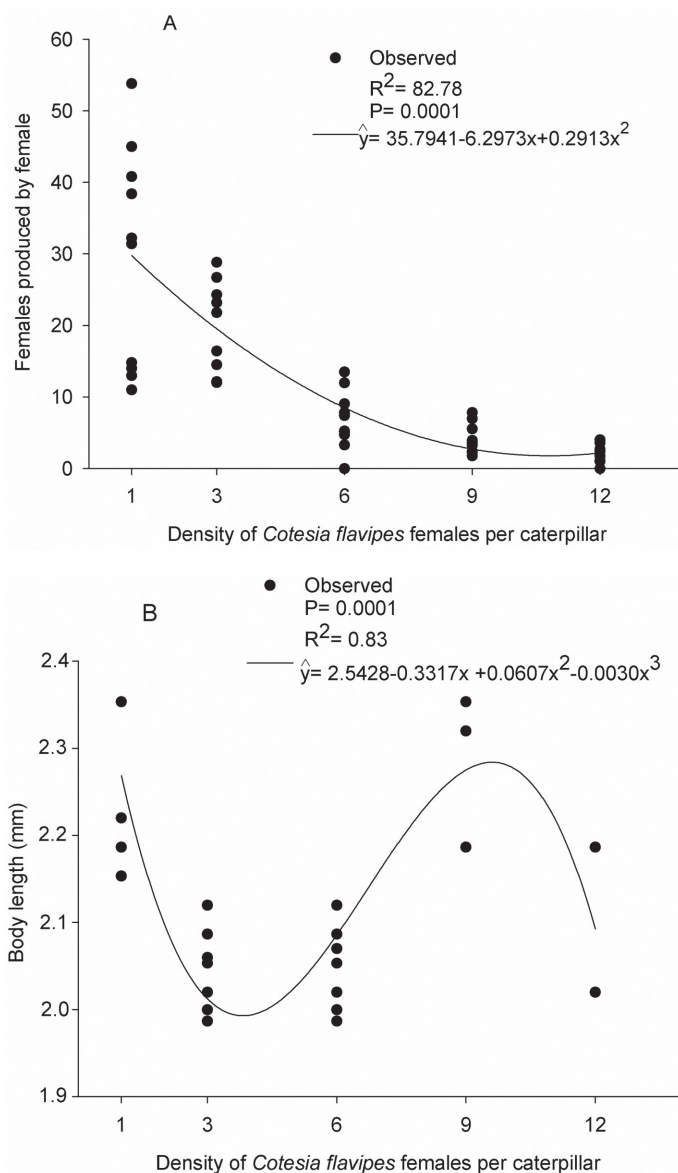 A
Observed
R²= 82.78
P= 0.0001
ŷ= 35.7941-6.2973x+0.2913x²
60
50
40
30
20
10
0
Females produced by female
1 3 6 9 12
Density of Cotesia flavipes females per caterpillar
B
Observed
P= 0.0001
R²= 0.83
ŷ= 2.5428-0.3317x +0.0607x²-0.0030x³
2.4
2.3
2.2
2.1
2.0
1.9
Body length (mm)
1 3 6 9 12
Density of Cotesia flavipes females per caterpillar